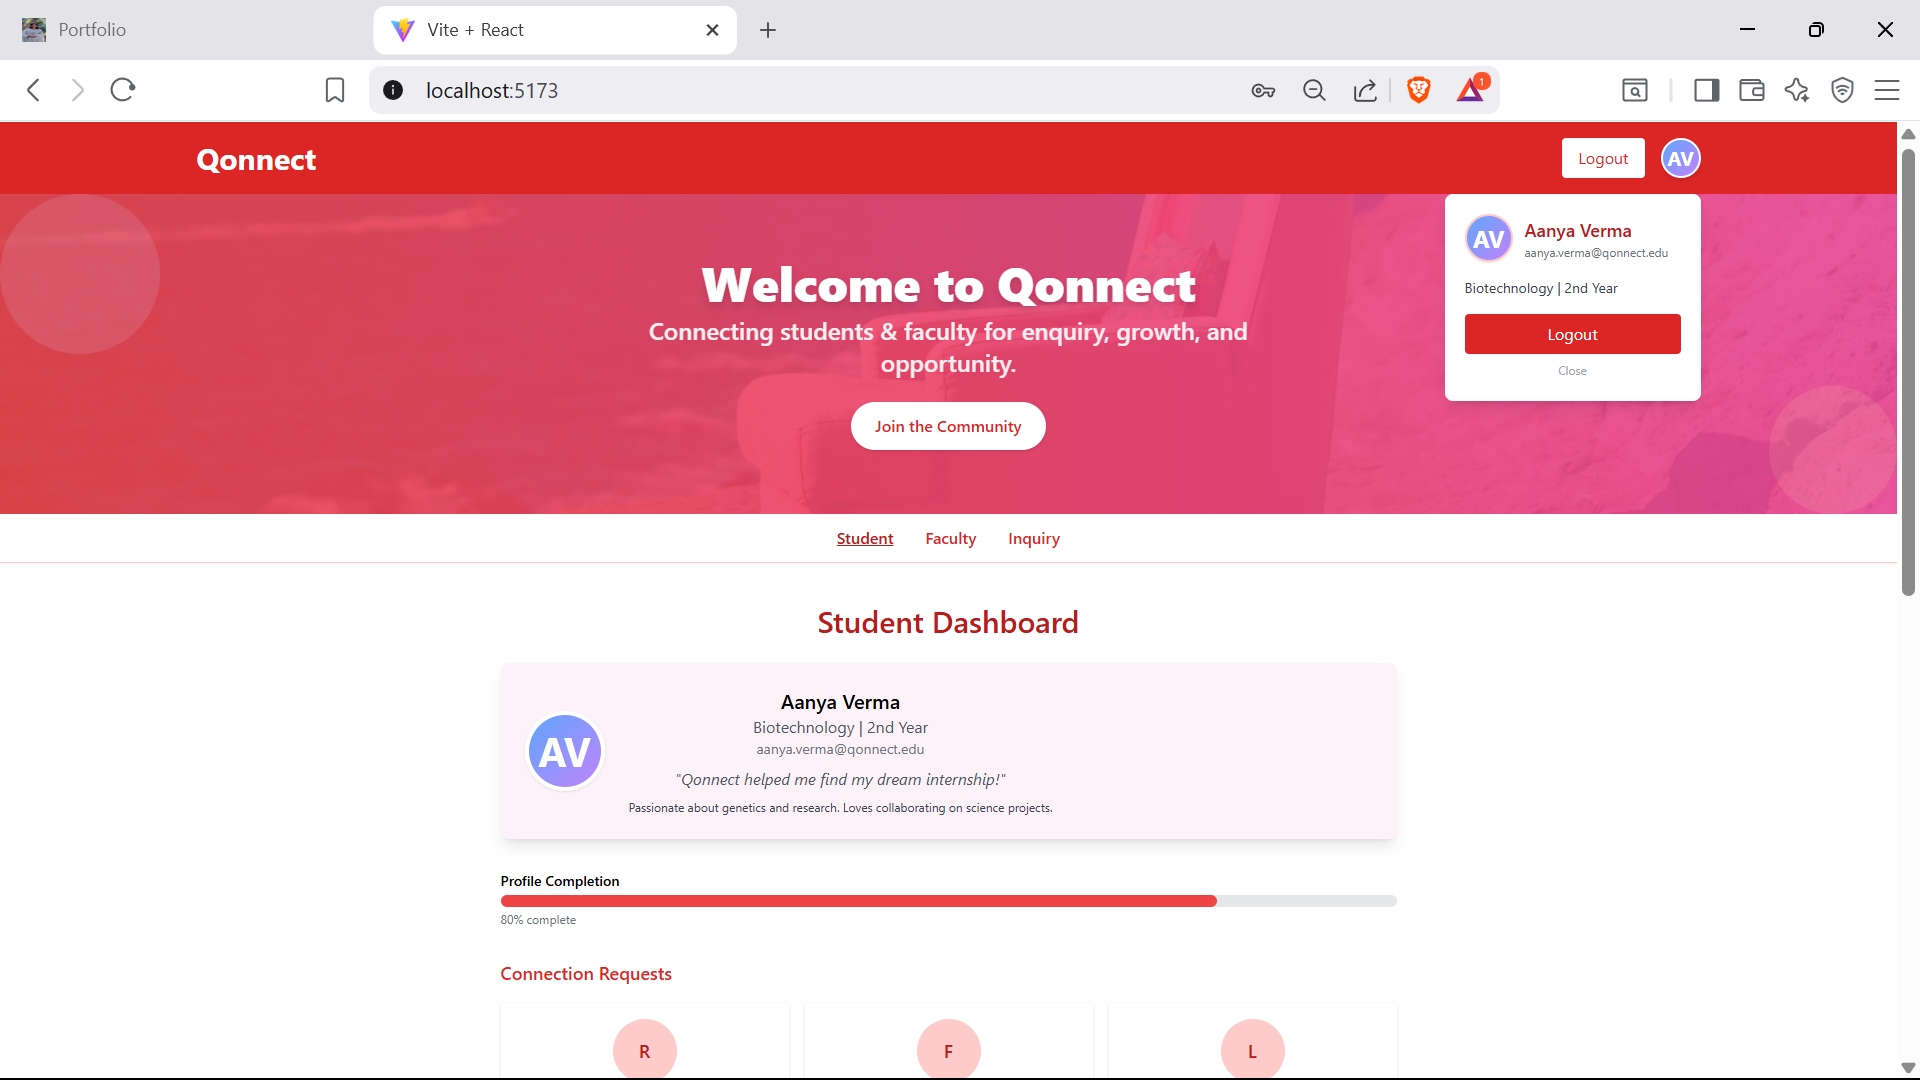 Portfolio
Vite + React
localhost:5173
1
Qonnect
Logout
AV
AV
Aanya Verma
aanya.verma@qonnect.edu
Biotechnology | 2nd Year
Logout
Close
Welcome to Qonnect
Connecting students & faculty for enquiry, growth, and
opportunity.
Join the Community
Student
Faculty
Inquiry
Student Dashboard
AV
Aanya Verma
Biotechnology | 2nd Year
aanya.verma@qonnect.edu
"Qonnect helped me find my dream internship!"
Passionate about genetics and research. Loves collaborating on science projects.
Profile Completion
80% complete
Connection Requests
R
F
L